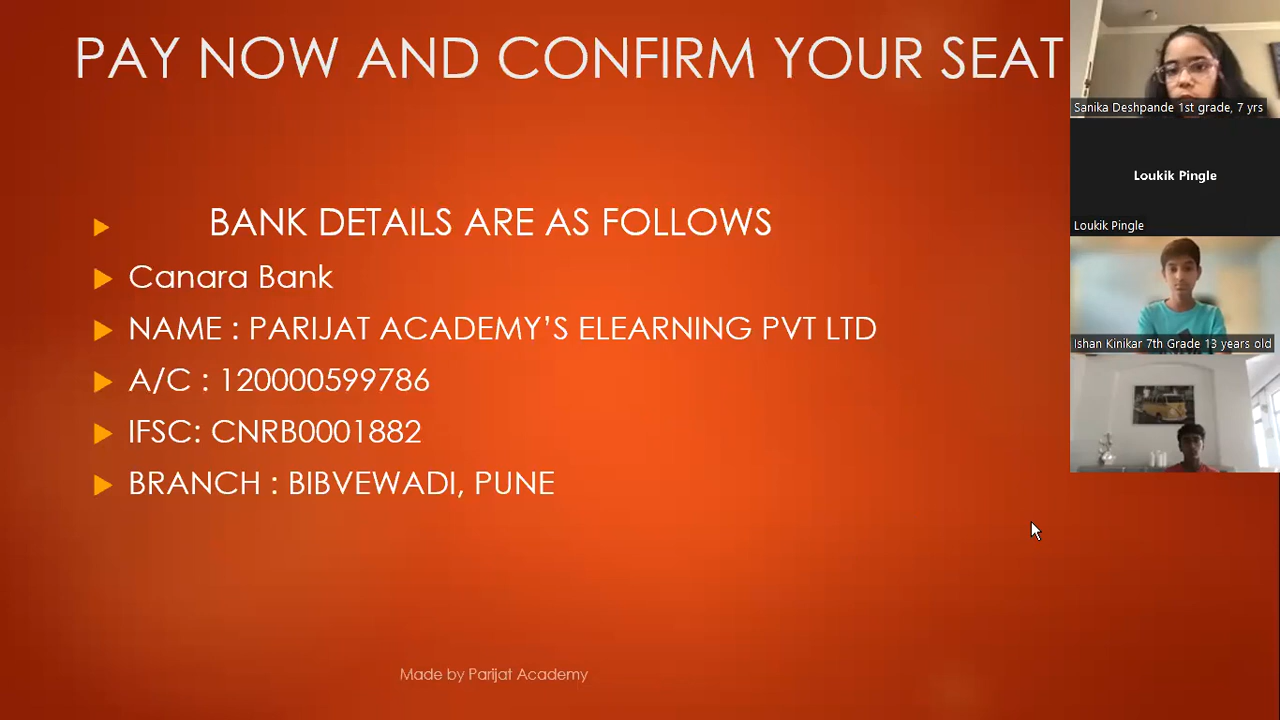 PAY NOW AND CONFIRM YOUR SEAT
BANK DETAILS ARE AS FOLLOWS
Canara Bank
NAME : PARIJAT ACADEMY’S ELEARNING PVT LTD
A/C : 120000599786
IFSC: CNRB0001882
BRANCH : BIBVEWADI, PUNE
Made by Parijat Academy
Sanika Deshpande 1st grade, 7 yrs
Loukik Pingle
Loukik Pingle
Ishan Kinikar 7th Grade 13 years old